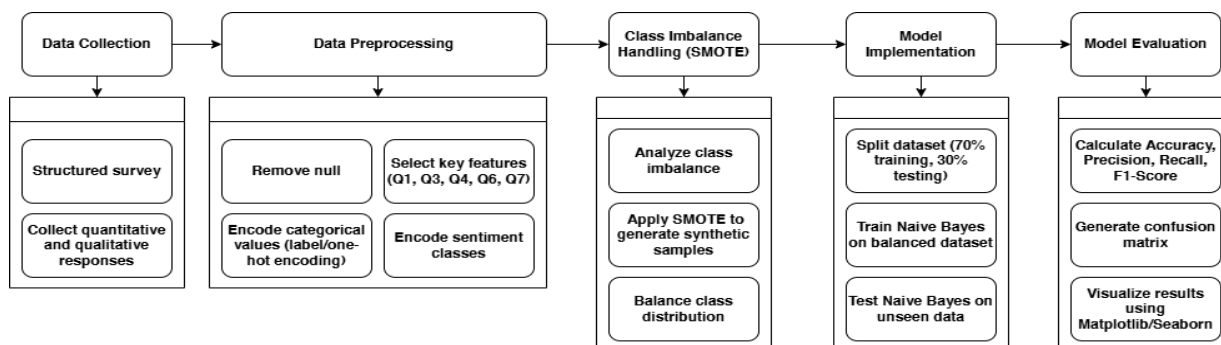 Data Collection
Data Preprocessing
Class Imbalance
Handling (SMOTE)
Model
Implementation
Model Evaluation
Structured survey
Collect quantitative
and qualitative
responses
Remove null
Select key features
(Q1, Q3, Q4, Q6, Q7)
Encode categorical
values (label/one-
hot encoding)
Encode sentiment
classes
Analyze class
imbalance
Apply SMOTE to
generate synthetic
samples
Balance class
distribution
Split dataset (70%
training, 30%
testing)
Train Naive Bayes
on balanced dataset
Test Naive Bayes on
unseen data
Calculate Accuracy,
Precision, Recall,
F1-Score
Generate confusion
matrix
Visualize results
using
Matplotlib/Seaborn